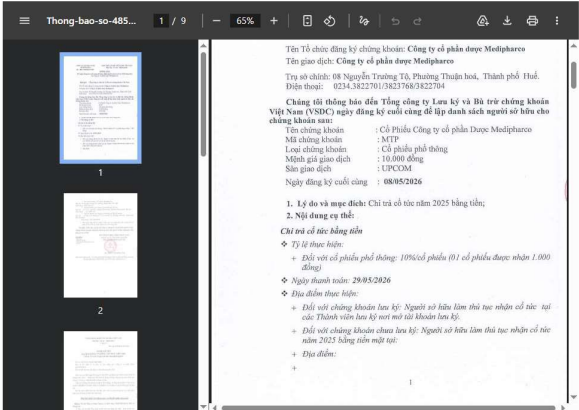 Thong-bao-so-485...
1 / 9
65%
Tên Tổ chức đăng ký chứng khoán: Công ty cổ phần dược Medipharco
Tên giao dịch: Công ty cổ phần dược Medipharco
Trụ sở chính: 08 Nguyễn Trường Tộ, Phường Thuận hoá, Thành phố Huế.
Điện thoại: 0234.3822701/3823768/3822704
Chúng tôi thông báo đến Tổng công ty Lưu ký và Bù trừ chứng khoán
Việt Nam (VSDC) ngày đăng ký cuối cùng để lập danh sách người sở hữu cho
chứng khoán sau:
Tên chứng khoán : Cổ Phiếu Công ty cổ phần Dược Medipharco
Mã chứng khoán : MTP
Loại chứng khoán : Cổ phiếu phổ thông
Mệnh giá giao dịch : 10.000 đồng
Sàn giao dịch : UPCOM
Ngày đăng ký cuối cùng : 08/05/2026
1. Lý do và mục đích: Chi trả cổ tức năm 2025 bằng tiền;
2. Nội dung cụ thể:
Chi trả cổ tức bằng tiền
❖ Tỷ lệ thực hiện:
+ Đối với cổ phiếu phổ thông: 10%/cổ phiếu (01 cổ phiếu được nhận 1.000
đồng)
❖ Ngày thanh toán: 29/05/2026
❖ Địa điểm thực hiện:
+ Đối với chứng khoán lưu ký: Người sở hữu làm thủ tục nhận cổ tức tại
các Thành viên lưu ký nơi mở tài khoản lưu ký.
+ Đối với chứng khoán chưa lưu ký: Người sở hữu làm thủ tục nhận cổ tức
năm 2025 bằng tiền mặt tại:
+ Địa điểm:
+
1
1
2